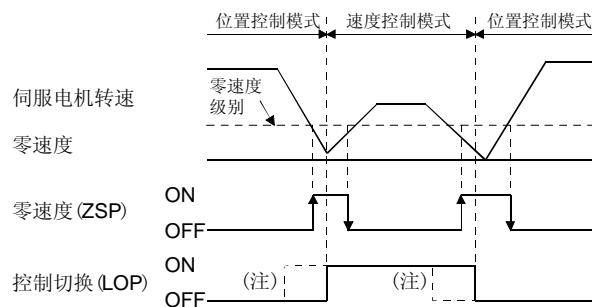 位置控制模式 速度控制模式 位置控制模式
零速度
级别
伺服电机转速
零速度
零速度(ZSP)
ON
OFF
控制切换(LOP)
ON
OFF
(注) (注)